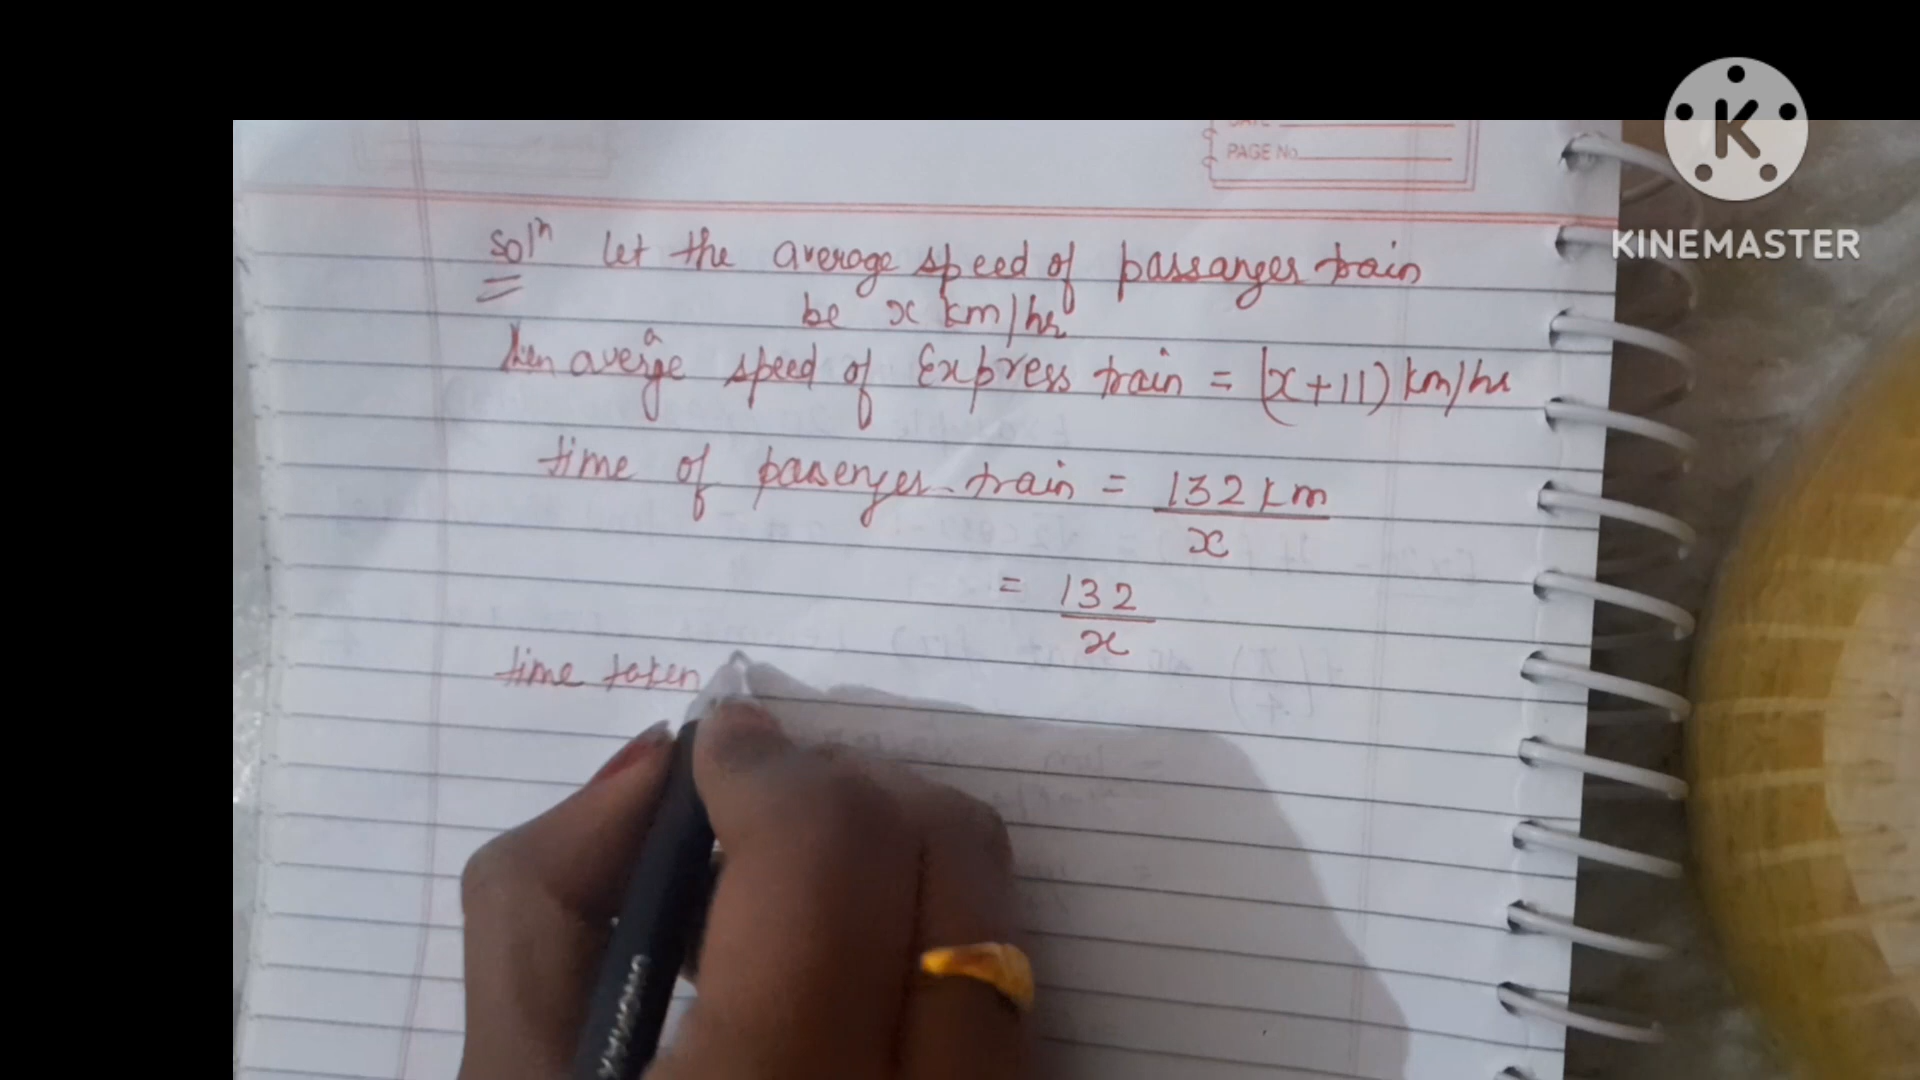 PAGE No.
K
KINEMASTER
Solⁿ let the average speed of passanger train
be x km/hr
then average speed of Express train = (x+11) km/hr
time of passenger train = 132 km
x
= 132
x
time taken